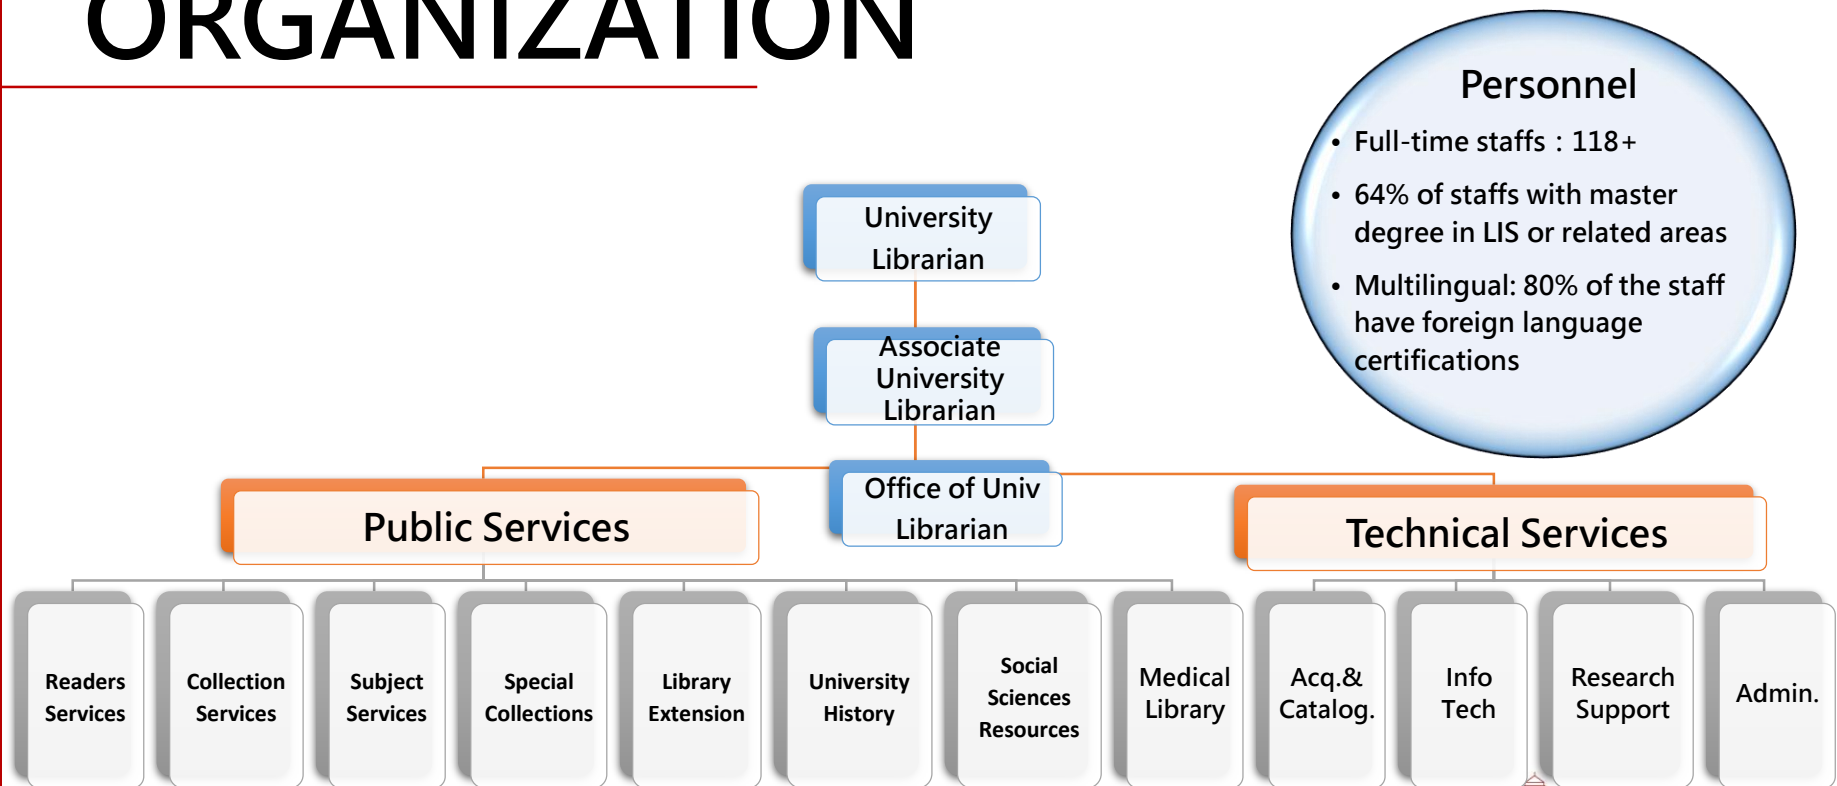 ORGANIZATION
Personnel
• Full-time staffs：118+
• 64% of staffs with master
degree in LIS or related areas
• Multilingual: 80% of the staff
have foreign language
certifications
University
Librarian
Associate
University
Librarian
Office of Univ
Librarian
Public Services
Technical Services
Readers
Services
Collection
Services
Subject
Services
Special
Collections
Library
Extension
University
History
Social
Sciences
Resources
Medical
Library
Acq.&
Catalog.
Info
Tech
Research
Support
Admin.